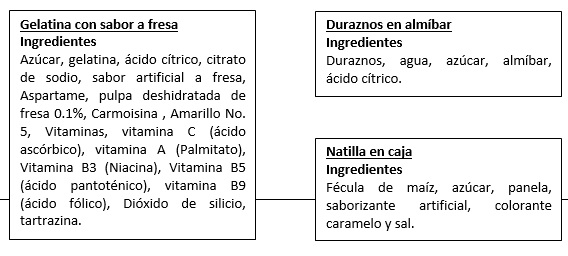 Gelatina con sabor a fresa
Ingredientes
Azúcar, gelatina, ácido cítrico, citrato
de sodio, sabor artificial a fresa,
Aspartame, pulpa deshidratada de
fresa 0.1%, Carmoisina , Amarillo No.
5, Vitaminas, vitamina C (ácido
ascórbico), vitamina A (Palmitato),
Vitamina B3 (Niacina), Vitamina B5
(ácido pantoténico), vitamina B9
(ácido fólico), Dióxido de silicio,
tartrazina.
Duraznos en almíbar
Ingredientes
Duraznos, agua, azúcar, almíbar,
ácido cítrico.
Natilla en caja
Ingredientes
Fécula de maíz, azúcar, panela,
saborizante artificial, colorante
caramelo y sal.